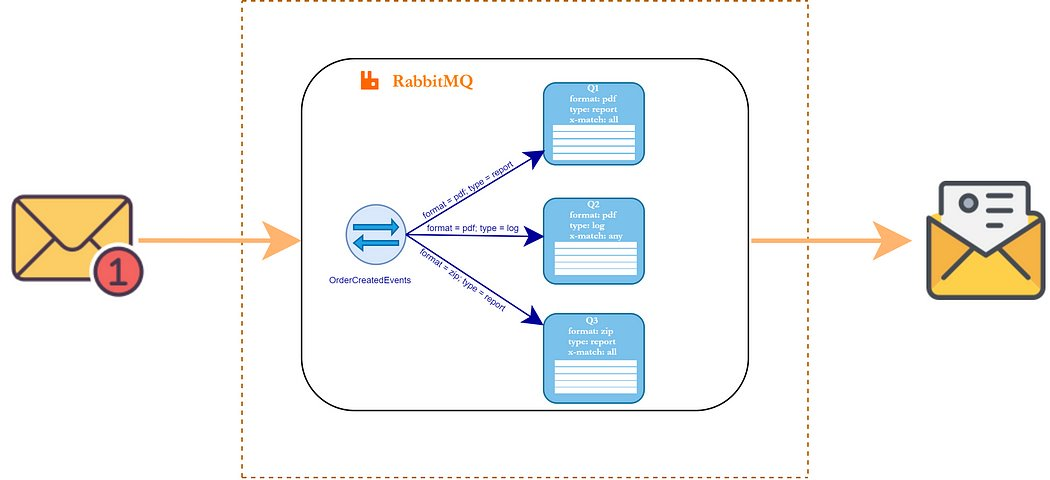 RabbitMQ
Q1
format: pdf
type: report
x-match: all
format = pdf; type = report
Q2
format: pdf
type: log
x-match: any
format = pdf; type = log
OrderCreatedEvents
format = zip, type = report
Q3
format: zip
type: report
x-match: all
1